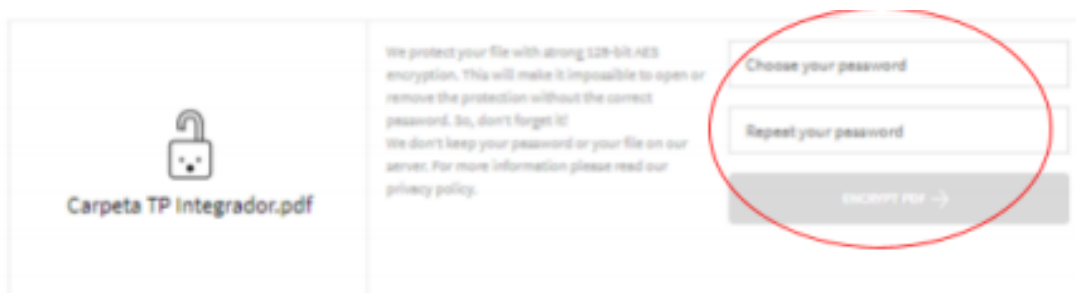 Carpeta TP Integrador.pdf
We protect your file with strong 128-bit AES
encryption. This will make it impossible to open or
remove the protection without the correct
password. So, don't forget it!
We don't keep your password or your file on our
server. For more information please read our
privacy policy.
Choose your password
Repeat your password
ENCRYPT PDF →